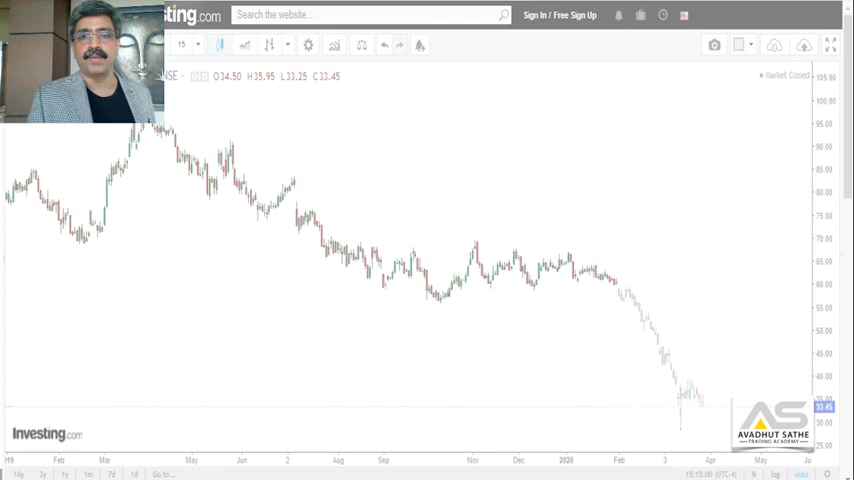 sting.com
Search the website...
Sign In / Free Sign Up
15
NSE
O34.50 H35.95 L33.25 C33.45
Market Closed
105.00
100.00
95.00
90.00
85.00
80.00
75.00
70.00
65.00
60.00
55.00
50.00
45.00
40.00
35.00
33.45
30.00
25.00
Investing.com
AS
AVADHUT SATHE
TRADING ACADEMY
Feb Mar May Jun 2 Aug Sep Nov Dec 2020 Feb 3 Apr May
10y 3y 1y 1m 7d 1d Go to... 15:15:00 (UTC-4) % log auto